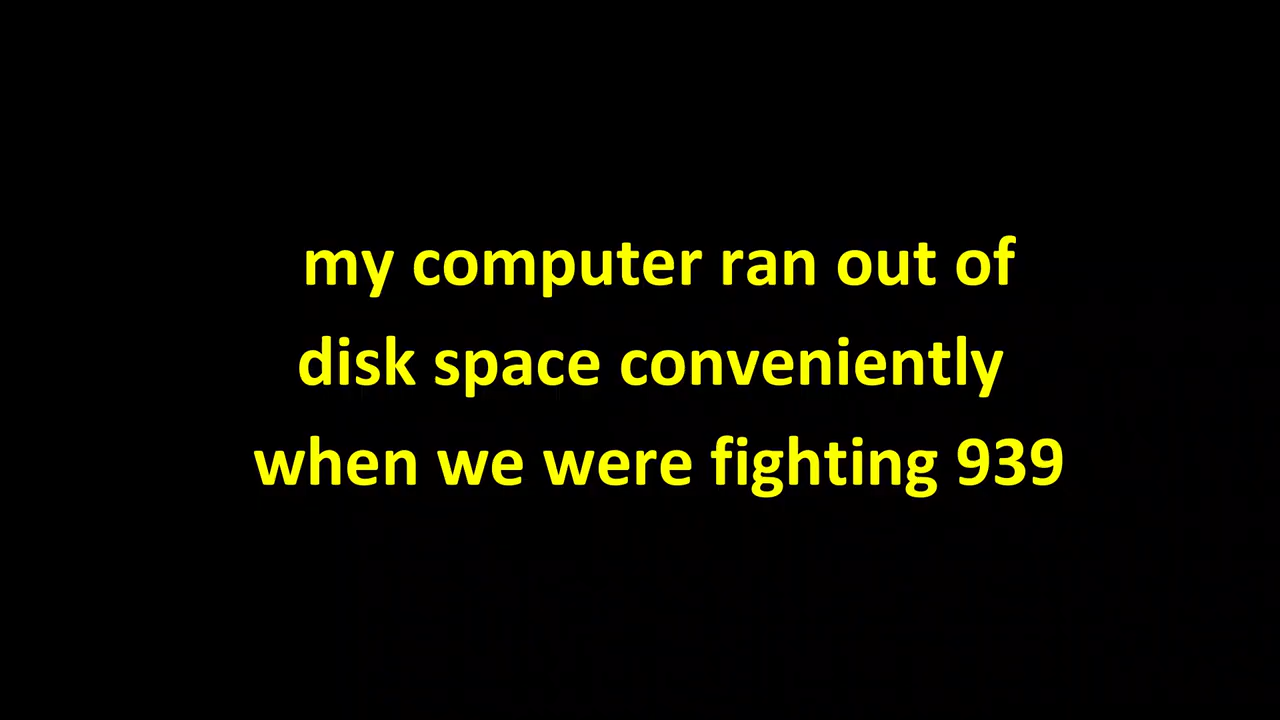 my computer ran out of
disk space conveniently
when we were fighting 939